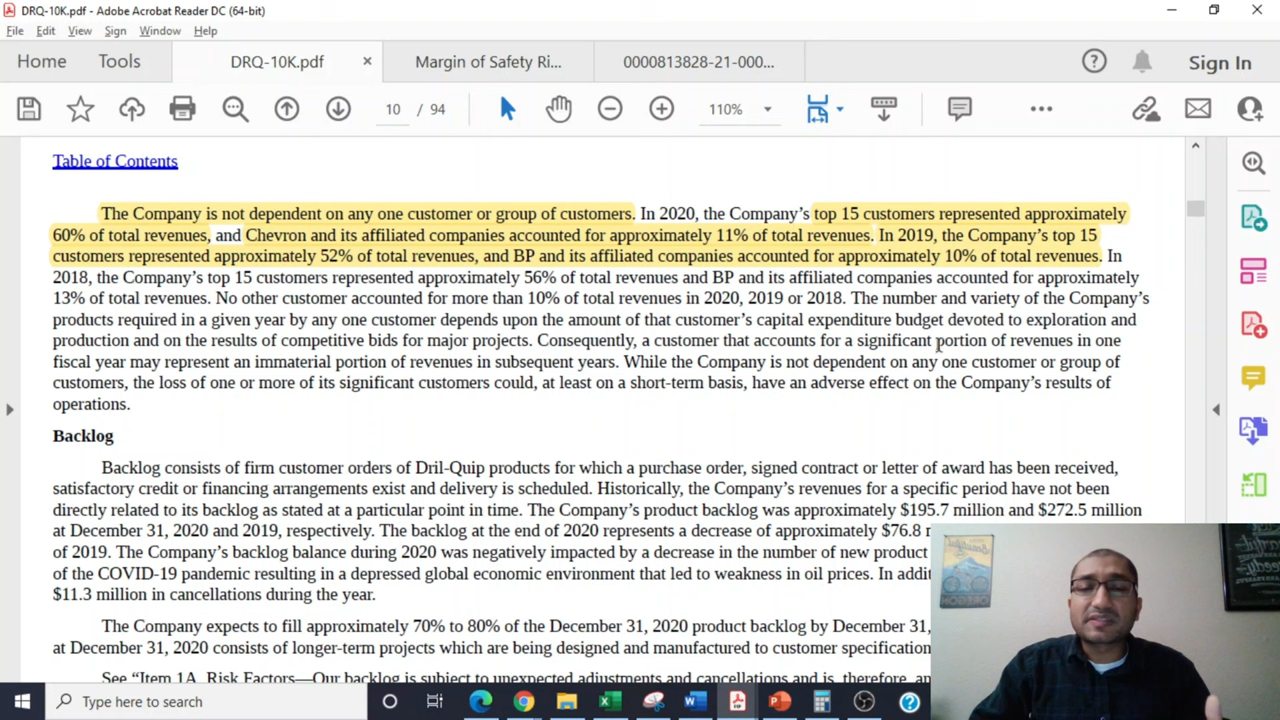 DRQ-10K.pdf - Adobe Acrobat Reader DC (64-bit)
File Edit View Sign Window Help
Home Tools DRQ-10K.pdf Margin of Safety Ri... 0000813828-21-000... Sign In
10 / 94 110%
Table of Contents
The Company is not dependent on any one customer or group of customers. In 2020, the Company's top 15 customers represented approximately
60% of total revenues, and Chevron and its affiliated companies accounted for approximately 11% of total revenues. In 2019, the Company's top 15
customers represented approximately 52% of total revenues, and BP and its affiliated companies accounted for approximately 10% of total revenues. In
2018, the Company's top 15 customers represented approximately 56% of total revenues and BP and its affiliated companies accounted for approximately
13% of total revenues. No other customer accounted for more than 10% of total revenues in 2020, 2019 or 2018. The number and variety of the Company's
products required in a given year by any one customer depends upon the amount of that customer's capital expenditure budget devoted to exploration and
production and on the results of competitive bids for major projects. Consequently, a customer that accounts for a significant portion of revenues in one
fiscal year may represent an immaterial portion of revenues in subsequent years. While the Company is not dependent on any one customer or group of
customers, the loss of one or more of its significant customers could, at least on a short-term basis, have an adverse effect on the Company's results of
operations.
Backlog
Backlog consists of firm customer orders of Dril-Quip products for which a purchase order, signed contract or letter of award has been received,
satisfactory credit or financing arrangements exist and delivery is scheduled. Historically, the Company's revenues for a specific period have not been
directly related to its backlog as stated at a particular point in time. The Company's product backlog was approximately $195.7 million and $272.5 million
at December 31, 2020 and 2019, respectively. The backlog at the end of 2020 represents a decrease of approximately $76.8
of 2019. The Company's backlog balance during 2020 was negatively impacted by a decrease in the number of new product
of the COVID-19 pandemic resulting in a depressed global economic environment that led to weakness in oil prices. In
$11.3 million in cancellations during the year.
The Company expects to fill approximately 70% to 80% of the December 31, 2020 product backlog by December 31,
at December 31, 2020 consists of longer-term projects which are being designed and manufactured to customer
See "Item 1A. Risk Factors—Our backlog is subject to unexpected adjustments and cancellations and is, therefore,
Type here to search